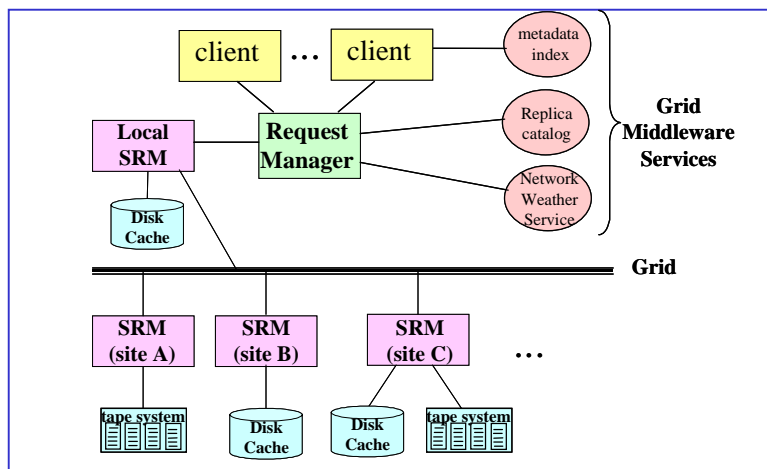 client
...
client
metadata
index
Local
SRM
Request
Manager
Replica
catalog
Grid
Middleware
Services
Network
Weather
Service
Disk
Cache
Grid
SRM
(site A)
SRM
(site B)
SRM
(site C)
...
tape system
Disk
Cache
Disk
Cache
tape system